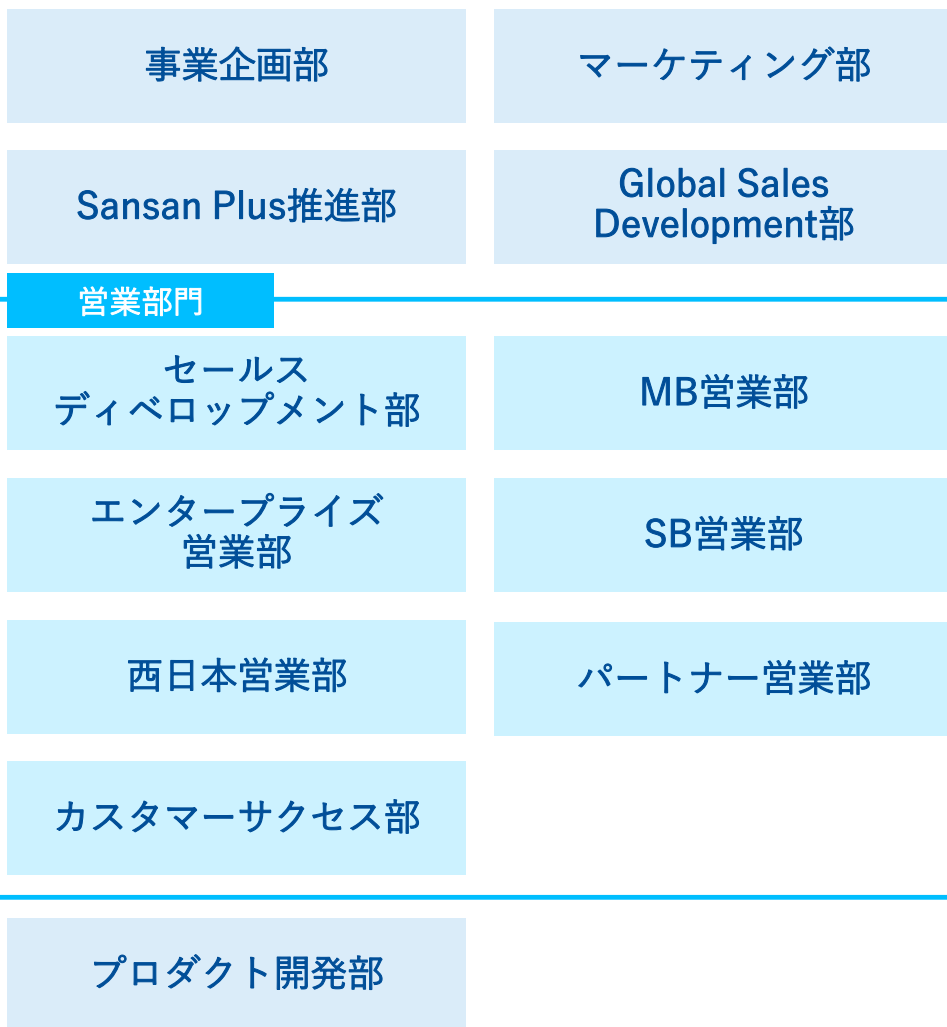 事業企画部
マーケティング部
Sansan Plus推進部
Global Sales
Development部
営業部門
セールス
ディベロップメント部
MB営業部
エンタープライズ
営業部
SB営業部
西日本営業部
パートナー営業部
カスタマーサクセス部
プロダクト開発部